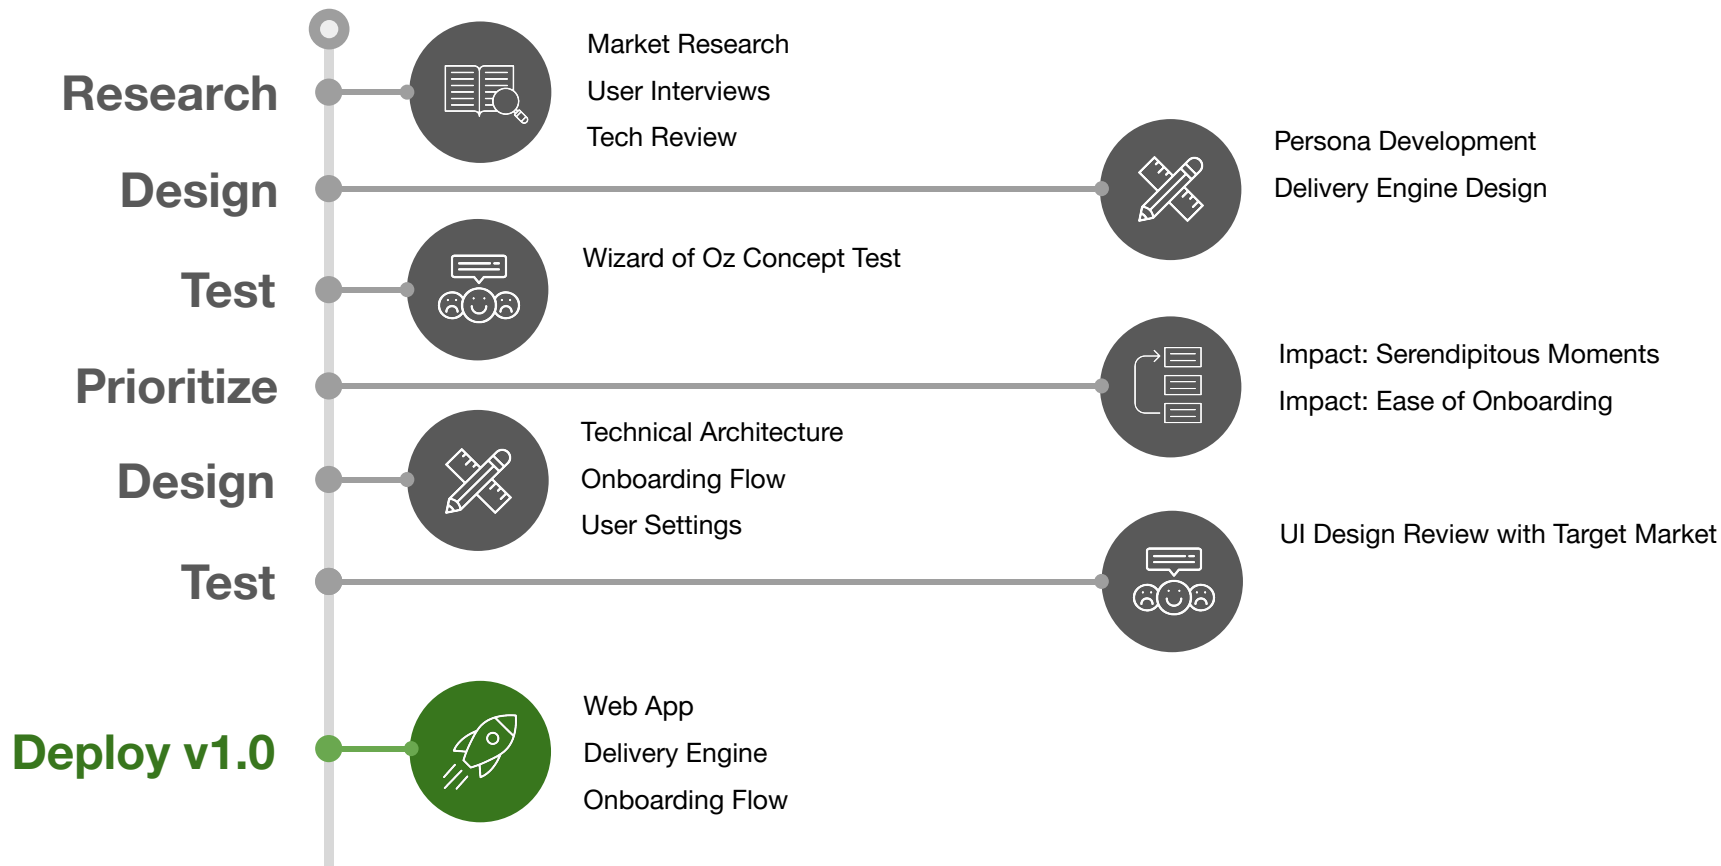 Research
Market Research
User Interviews
Tech Review
Design
Persona Development
Delivery Engine Design
Test
Wizard of Oz Concept Test
Prioritize
Impact: Serendipitous Moments
Impact: Ease of Onboarding
Design
Technical Architecture
Onboarding Flow
User Settings
Test
UI Design Review with Target Market
Deploy v1.0
Web App
Delivery Engine
Onboarding Flow